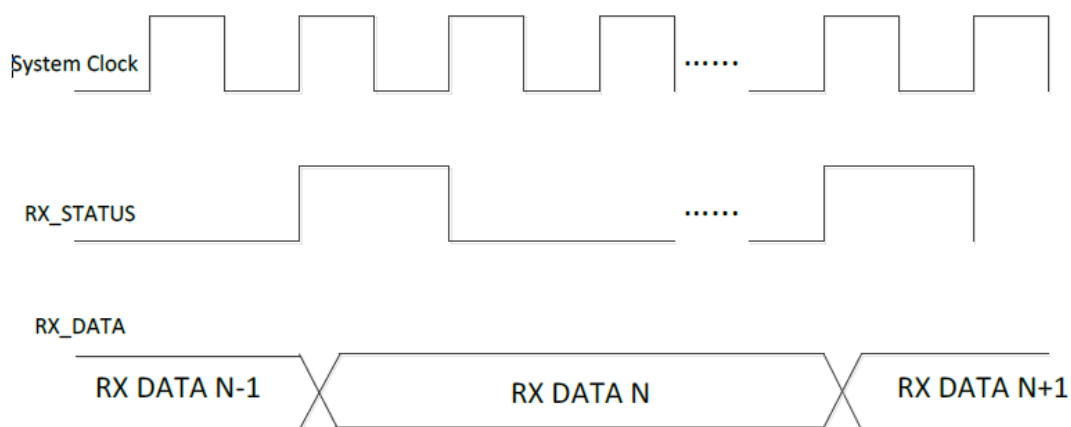 System Clock
......
RX_STATUS
......
RX_DATA
RX DATA N-1
RX DATA N
RX DATA N+1